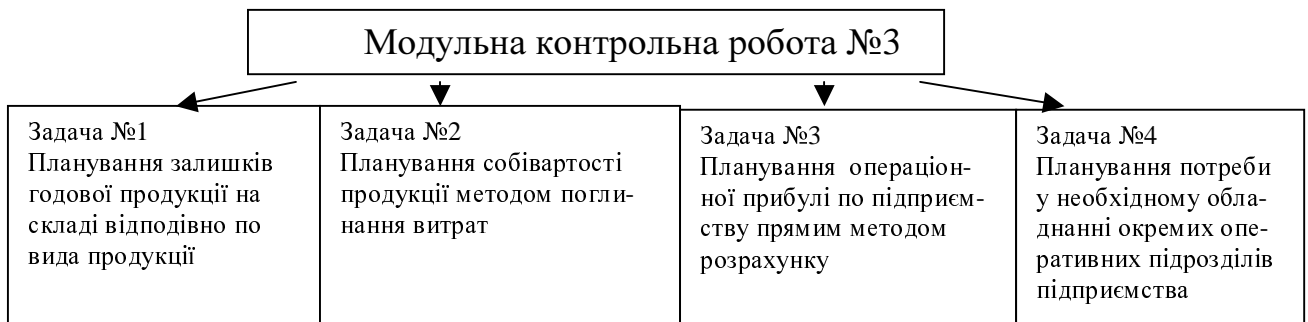 Модульна контрольна робота №3
Задача №1
Планування залишків
годової продукції на
складі відподівно по
вида продукції
Задача №2
Планування собівартості
продукції методом погли-
нання витрат
Задача №3
Планування операціон-
ної прибулі по підприєм-
ству прямим методом
розрахунку
Задача №4
Планування потреби
у необхідному обла-
днанні окремих опе-
ративних підрозділів
підприємства